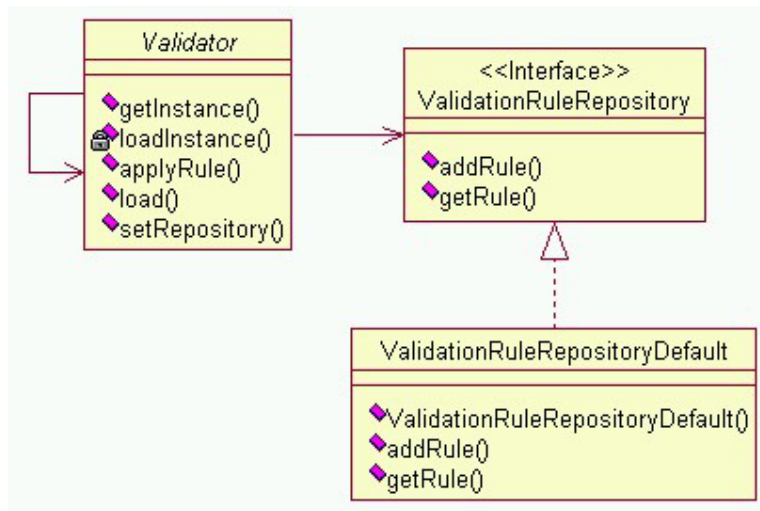 Validator
getInstance()
loadInstance()
applyRule()
load()
setRepository()
<<Interface>>
ValidationRuleRepository
addRule()
getRule()
ValidationRuleRepositoryDefault
ValidationRuleRepositoryDefault()
addRule()
getRule()